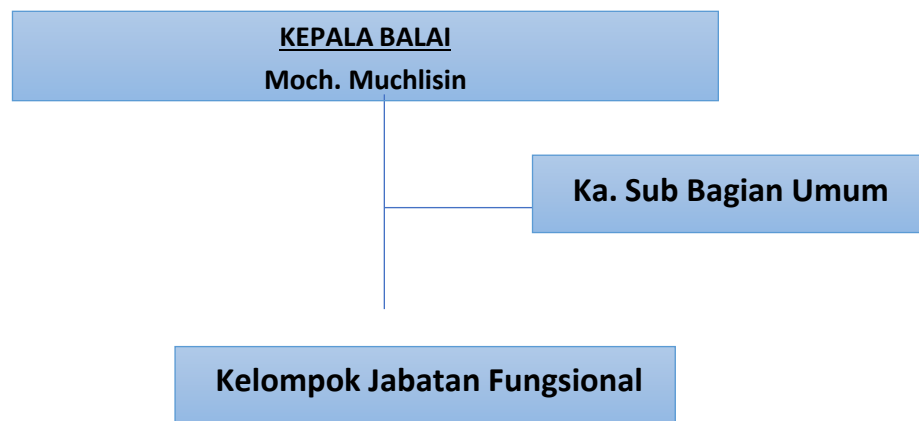 KEPALA BALAI
Moch. Muchlisin
Ka. Sub Bagian Umum
Kelompok Jabatan Fungsional